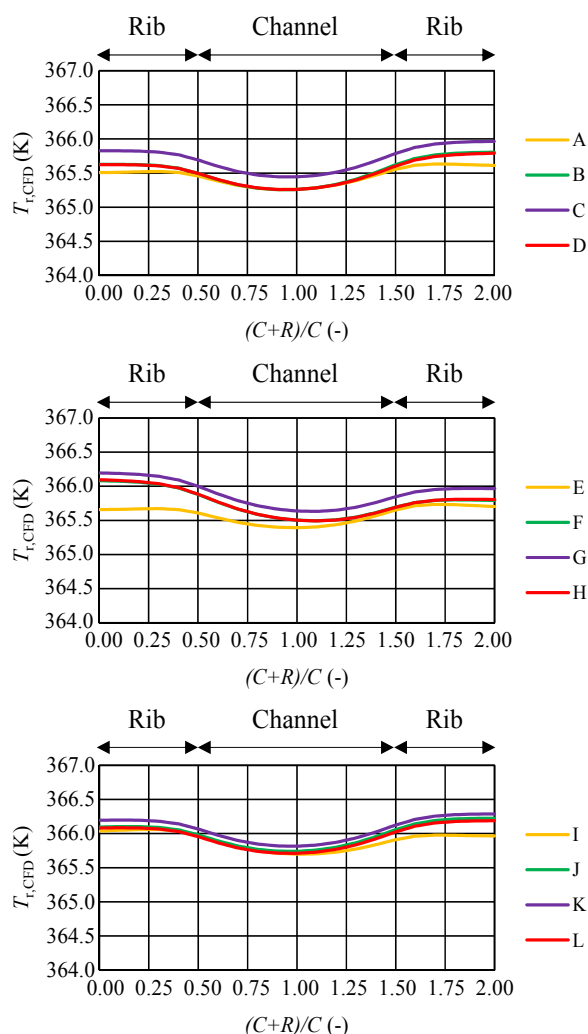 Rib Channel Rib
367.0
366.5
366.0
365.5
365.0
364.5
364.0
T_r,CFD (K)
0.00 0.25 0.50 0.75 1.00 1.25 1.50 1.75 2.00
(C+R)/C (-)
A
B
C
D
Rib Channel Rib
367.0
366.5
366.0
365.5
365.0
364.5
364.0
T_r,CFD (K)
0.00 0.25 0.50 0.75 1.00 1.25 1.50 1.75 2.00
(C+R)/C (-)
E
F
G
H
Rib Channel Rib
367.0
366.5
366.0
365.5
365.0
364.5
364.0
T_r,CFD (K)
0.00 0.25 0.50 0.75 1.00 1.25 1.50 1.75 2.00
(C+R)/C (-)
I
J
K
L